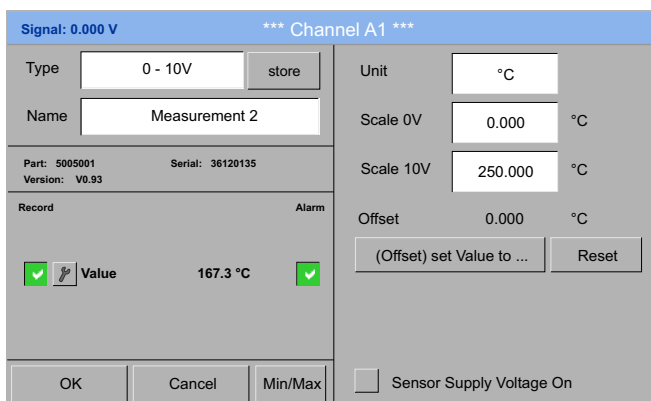 Signal: 0.000 V
*** Channel A1 ***
Type 0 - 10V store
Name Measurement 2
Part: 5005001 Serial: 36120135
Version: V0.93
Record Alarm
Value 167.3 °C
OK Cancel Min/Max
Unit °C
Scale 0V 0.000 °C
Scale 10V 250.000 °C
Offset 0.000 °C
(Offset) set Value to ... Reset
Sensor Supply Voltage On